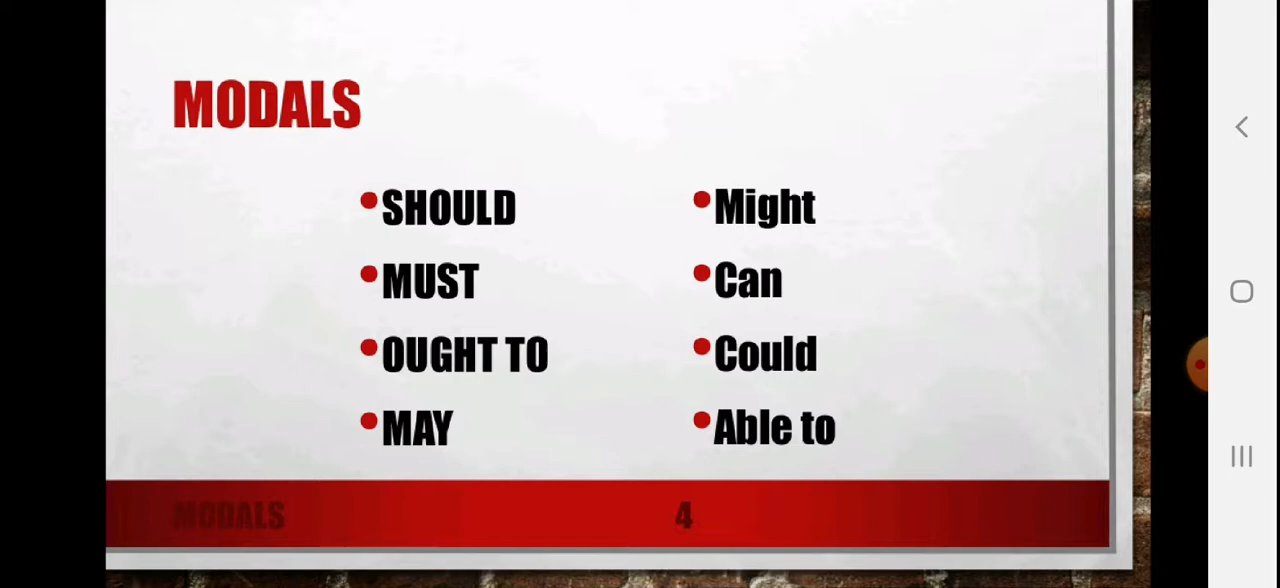 MODALS
SHOULD
MUST
OUGHT TO
MAY
Might
Can
Could
Able to
MODALS
4